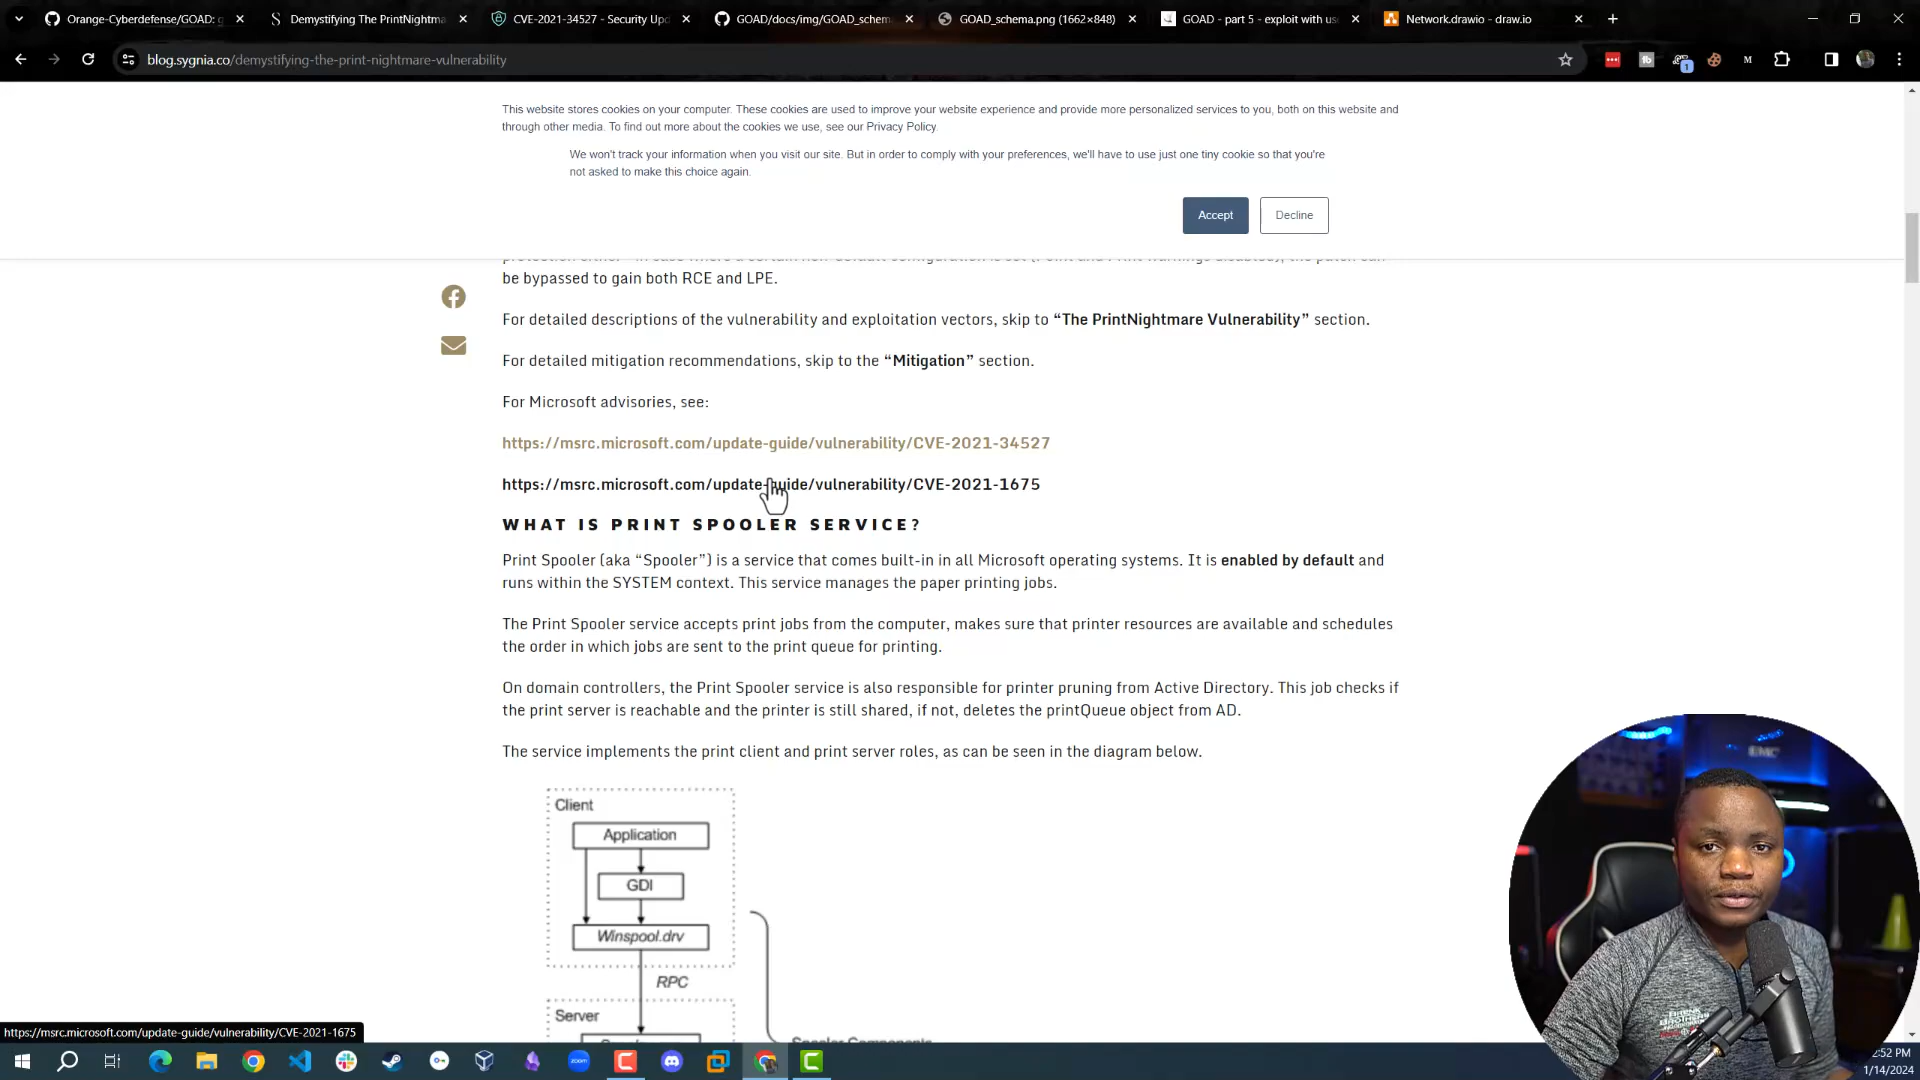 Orange-Cyberdefense/GOAD: g
Demystifying The PrintNightma
CVE-2021-34527 - Security Upd
GOAD/docs/img/GOAD_schem
GOAD_schema.png (1662×848)
GOAD - part 5 - exploit with use
Network.drawio - draw.io
blog.sygnia.co/demystifying-the-print-nightmare-vulnerability
This website stores cookies on your computer. These cookies are used to improve your website experience and provide more personalized services to you, both on this website and
through other media. To find out more about the cookies we use, see our Privacy Policy.
We won't track your information when you visit our site. But in order to comply with your preferences, we'll have to use just one tiny cookie so that you're
not asked to make this choice again.
Accept
Decline
be bypassed to gain both RCE and LPE.
For detailed descriptions of the vulnerability and exploitation vectors, skip to “The PrintNightmare Vulnerability” section.
For detailed mitigation recommendations, skip to the “Mitigation” section.
For Microsoft advisories, see:
https://msrc.microsoft.com/update-guide/vulnerability/CVE-2021-34527
https://msrc.microsoft.com/update-guide/vulnerability/CVE-2021-1675
WHAT IS PRINT SPOOLER SERVICE?
Print Spooler (aka “Spooler”) is a service that comes built-in in all Microsoft operating systems. It is enabled by default and
runs within the SYSTEM context. This service manages the paper printing jobs.
The Print Spooler service accepts print jobs from the computer, makes sure that printer resources are available and schedules
the order in which jobs are sent to the print queue for printing.
On domain controllers, the Print Spooler service is also responsible for printer pruning from Active Directory. This job checks if
the print server is reachable and the printer is still shared, if not, deletes the printQueue object from AD.
The service implements the print client and print server roles, as can be seen in the diagram below.
Client
Application
GDI
Winspool.drv
RPC
Server
https://msrc.microsoft.com/update-guide/vulnerability/CVE-2021-1675
zoom
:52 PM
1/14/2024